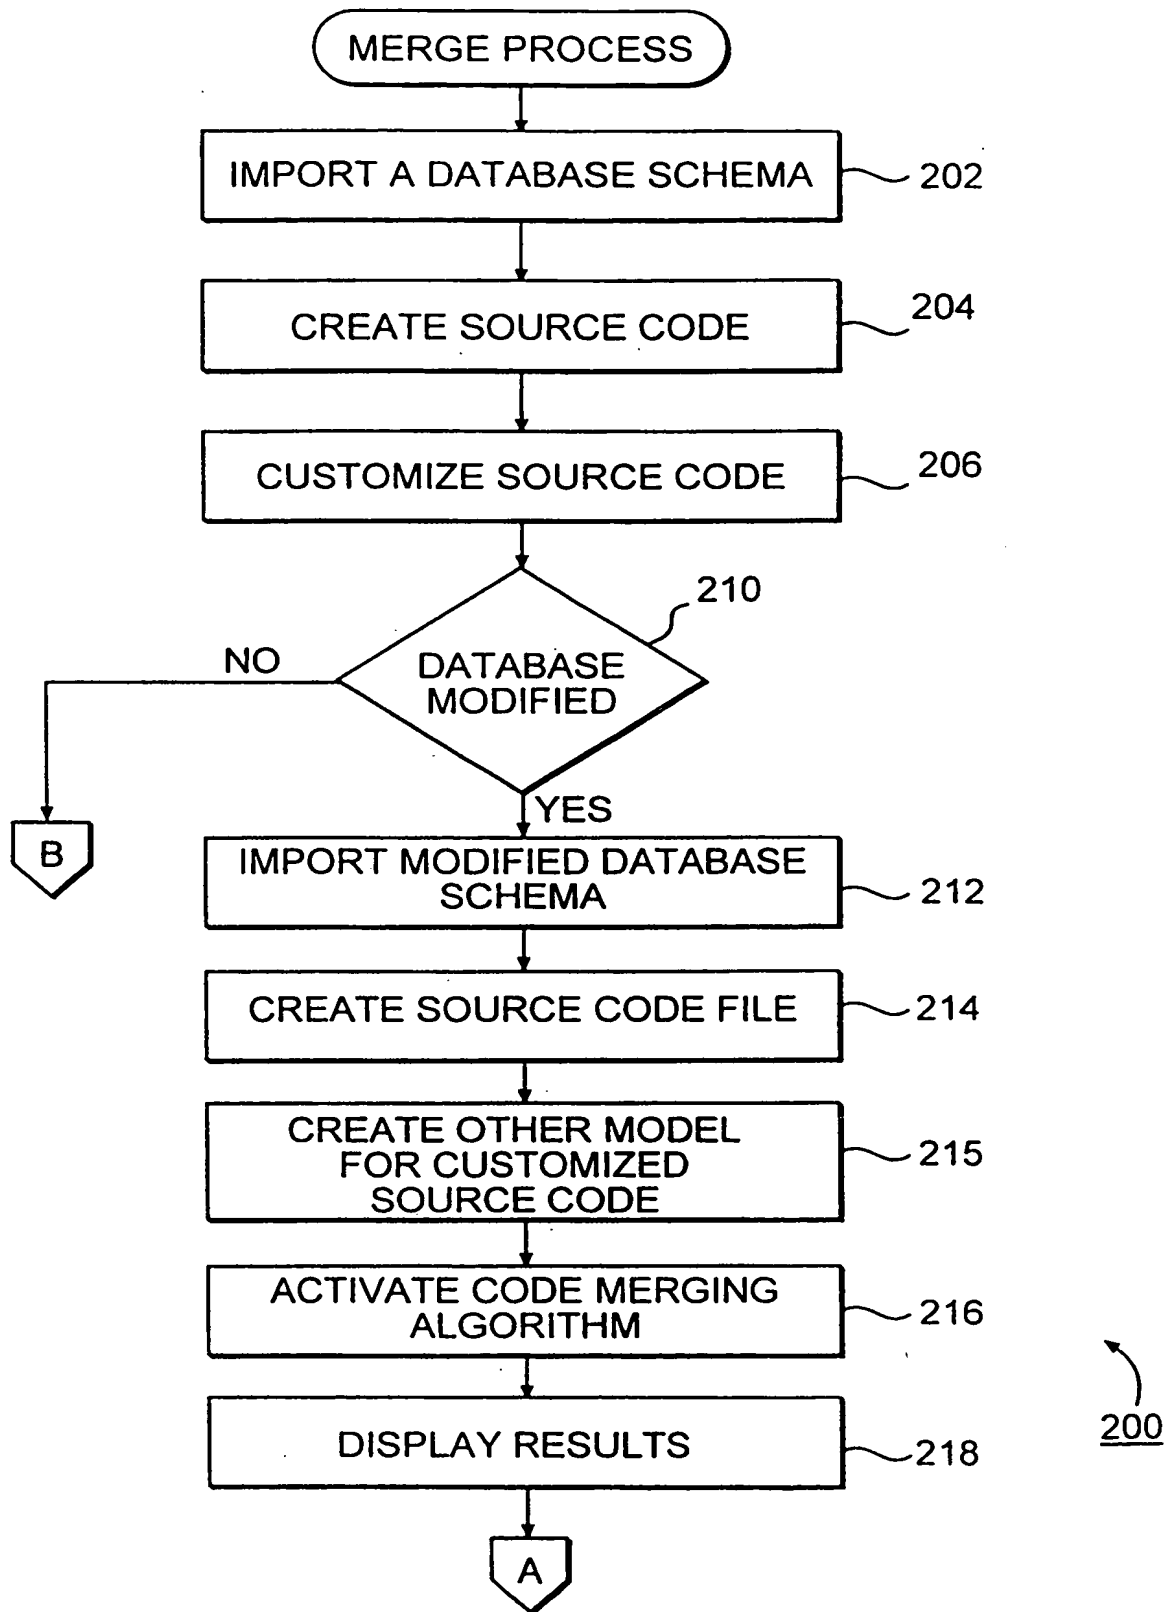 MERGE PROCESS
IMPORT A DATABASE SCHEMA
202
CREATE SOURCE CODE
204
CUSTOMIZE SOURCE CODE
206
210
DATABASE
MODIFIED
NO
B
YES
IMPORT MODIFIED DATABASE
SCHEMA
212
CREATE SOURCE CODE FILE
214
CREATE OTHER MODEL
FOR CUSTOMIZED
SOURCE CODE
215
ACTIVATE CODE MERGING
ALGORITHM
216
DISPLAY RESULTS
218
200
A